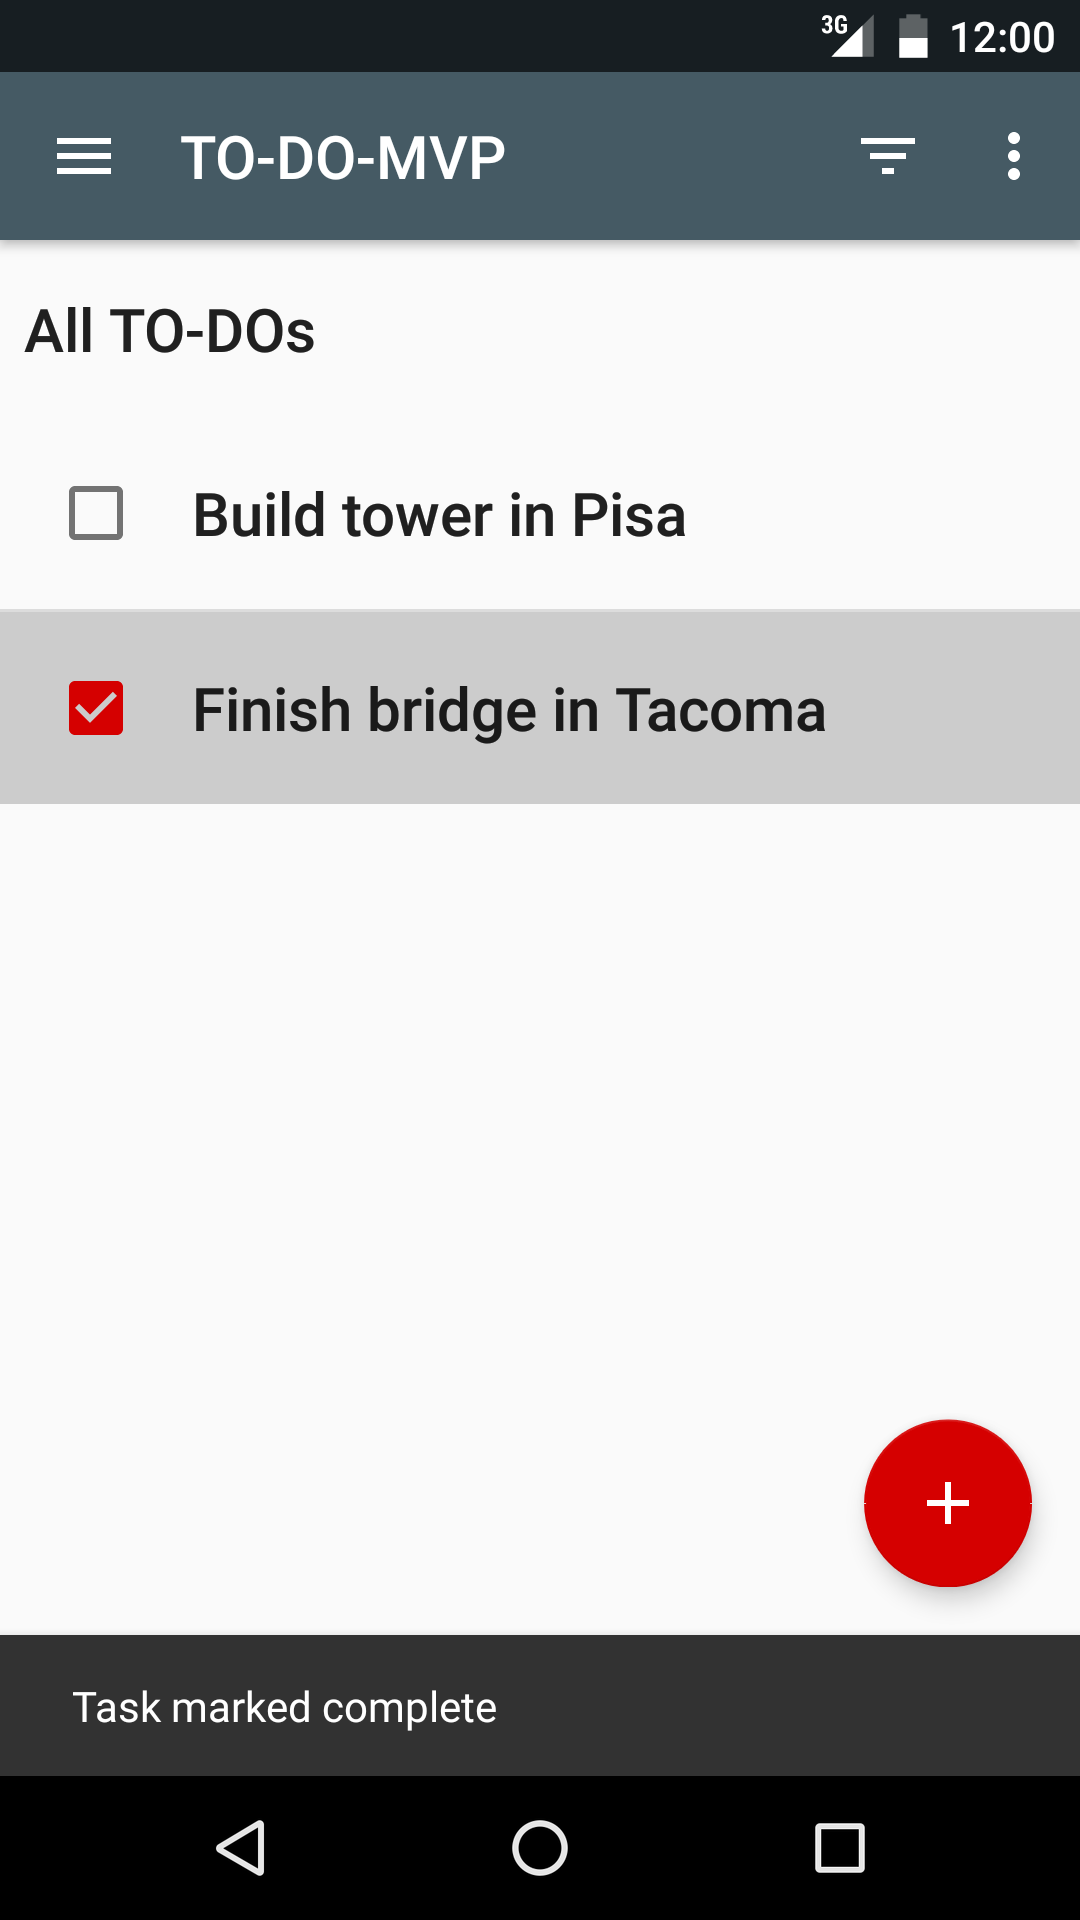 3G 12:00
TO-DO-MVP
All TO-DOs
Build tower in Pisa
Finish bridge in Tacoma
Task marked complete